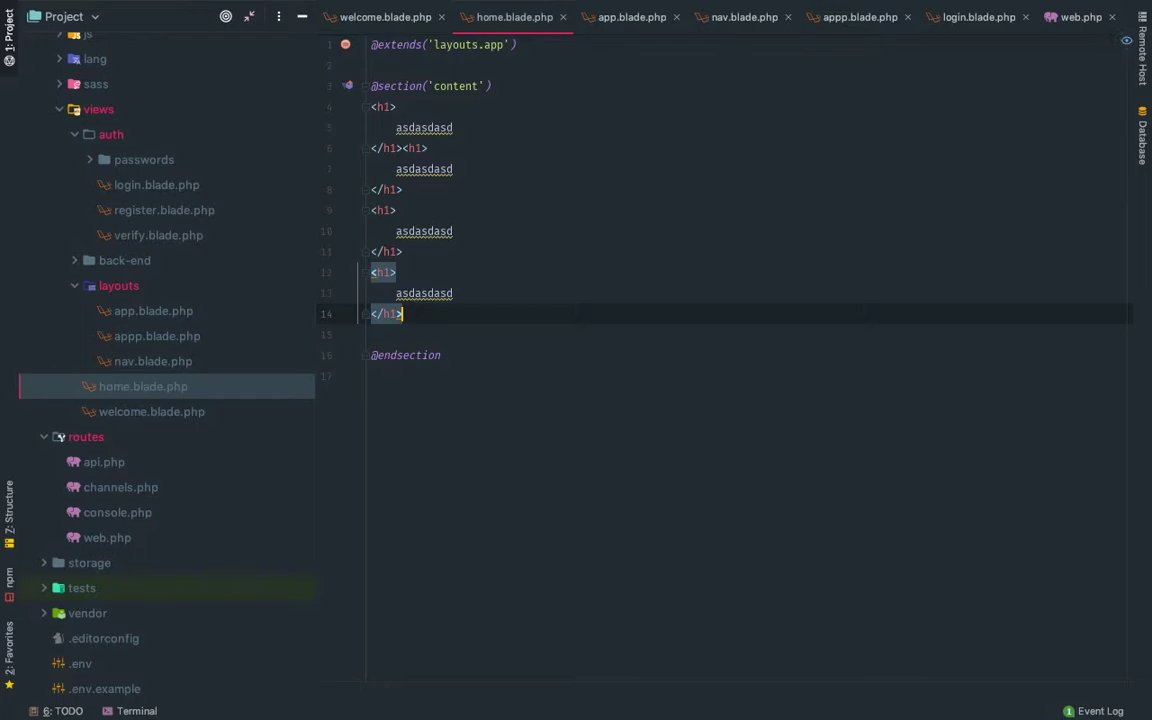 Project
welcome.blade.php
home.blade.php
app.blade.php
nav.blade.php
appp.blade.php
login.blade.php
web.php
1: Project
7: Structure
npm
2: Favorites
js
lang
sass
views
auth
passwords
login.blade.php
register.blade.php
verify.blade.php
back-end
layouts
app.blade.php
appp.blade.php
nav.blade.php
home.blade.php
welcome.blade.php
routes
api.php
channels.php
console.php
web.php
storage
tests
vendor
.editorconfig
.env
.env.example
1 @extends('layouts.app')
2
3 @section('content')
4 <h1>
5 asdasdasd
6 </h1><h1>
7 asdasdasd
8 </h1>
9 <h1>
10 asdasdasd
11 </h1>
12 <h1>
13 asdasdasd
14 </h1>
15
16 @endsection
17
Remote Host
Database
6: TODO
Terminal
1 Event Log